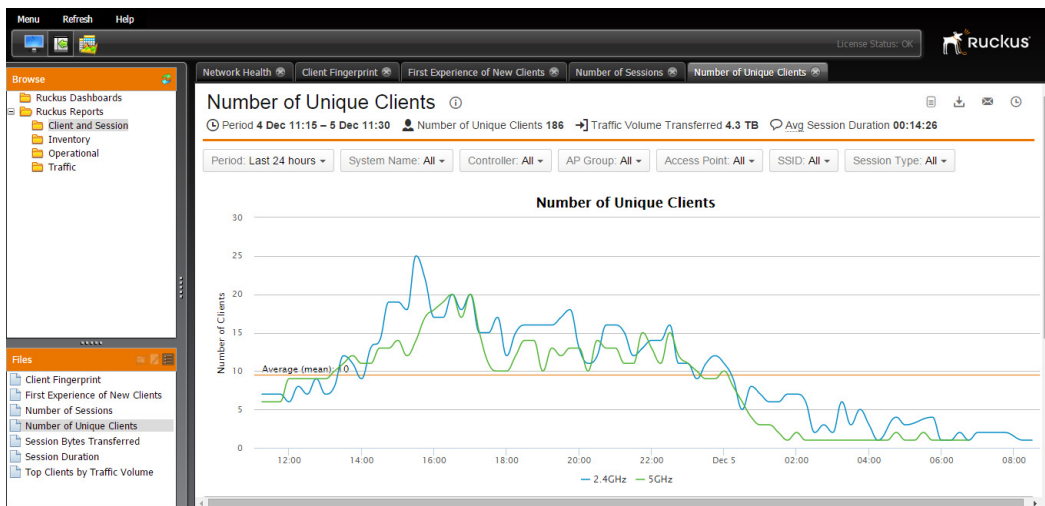 Menu Refresh Help
License Status: OK
Ruckus
Browse
Ruckus Dashboards
Ruckus Reports
Client and Session
Inventory
Operational
Traffic
Files
Client Fingerprint
First Experience of New Clients
Number of Sessions
Number of Unique Clients
Session Bytes Transferred
Session Duration
Top Clients by Traffic Volume
Network Health Client Fingerprint First Experience of New Clients Number of Sessions Number of Unique Clients
Number of Unique Clients
Period 4 Dec 11:15 – 5 Dec 11:30 Number of Unique Clients 186 Traffic Volume Transferred 4.3 TB Avg Session Duration 00:14:26
Period: Last 24 hours System Name: All Controller: All AP Group: All Access Point: All SSID: All Session Type: All
Number of Unique Clients
Number of Clients
30
25
20
15
10
5
0
Average (mean): 10
12:00 14:00 16:00 18:00 20:00 22:00 Dec 5 02:00 04:00 06:00 08:00
2.4GHz 5GHz